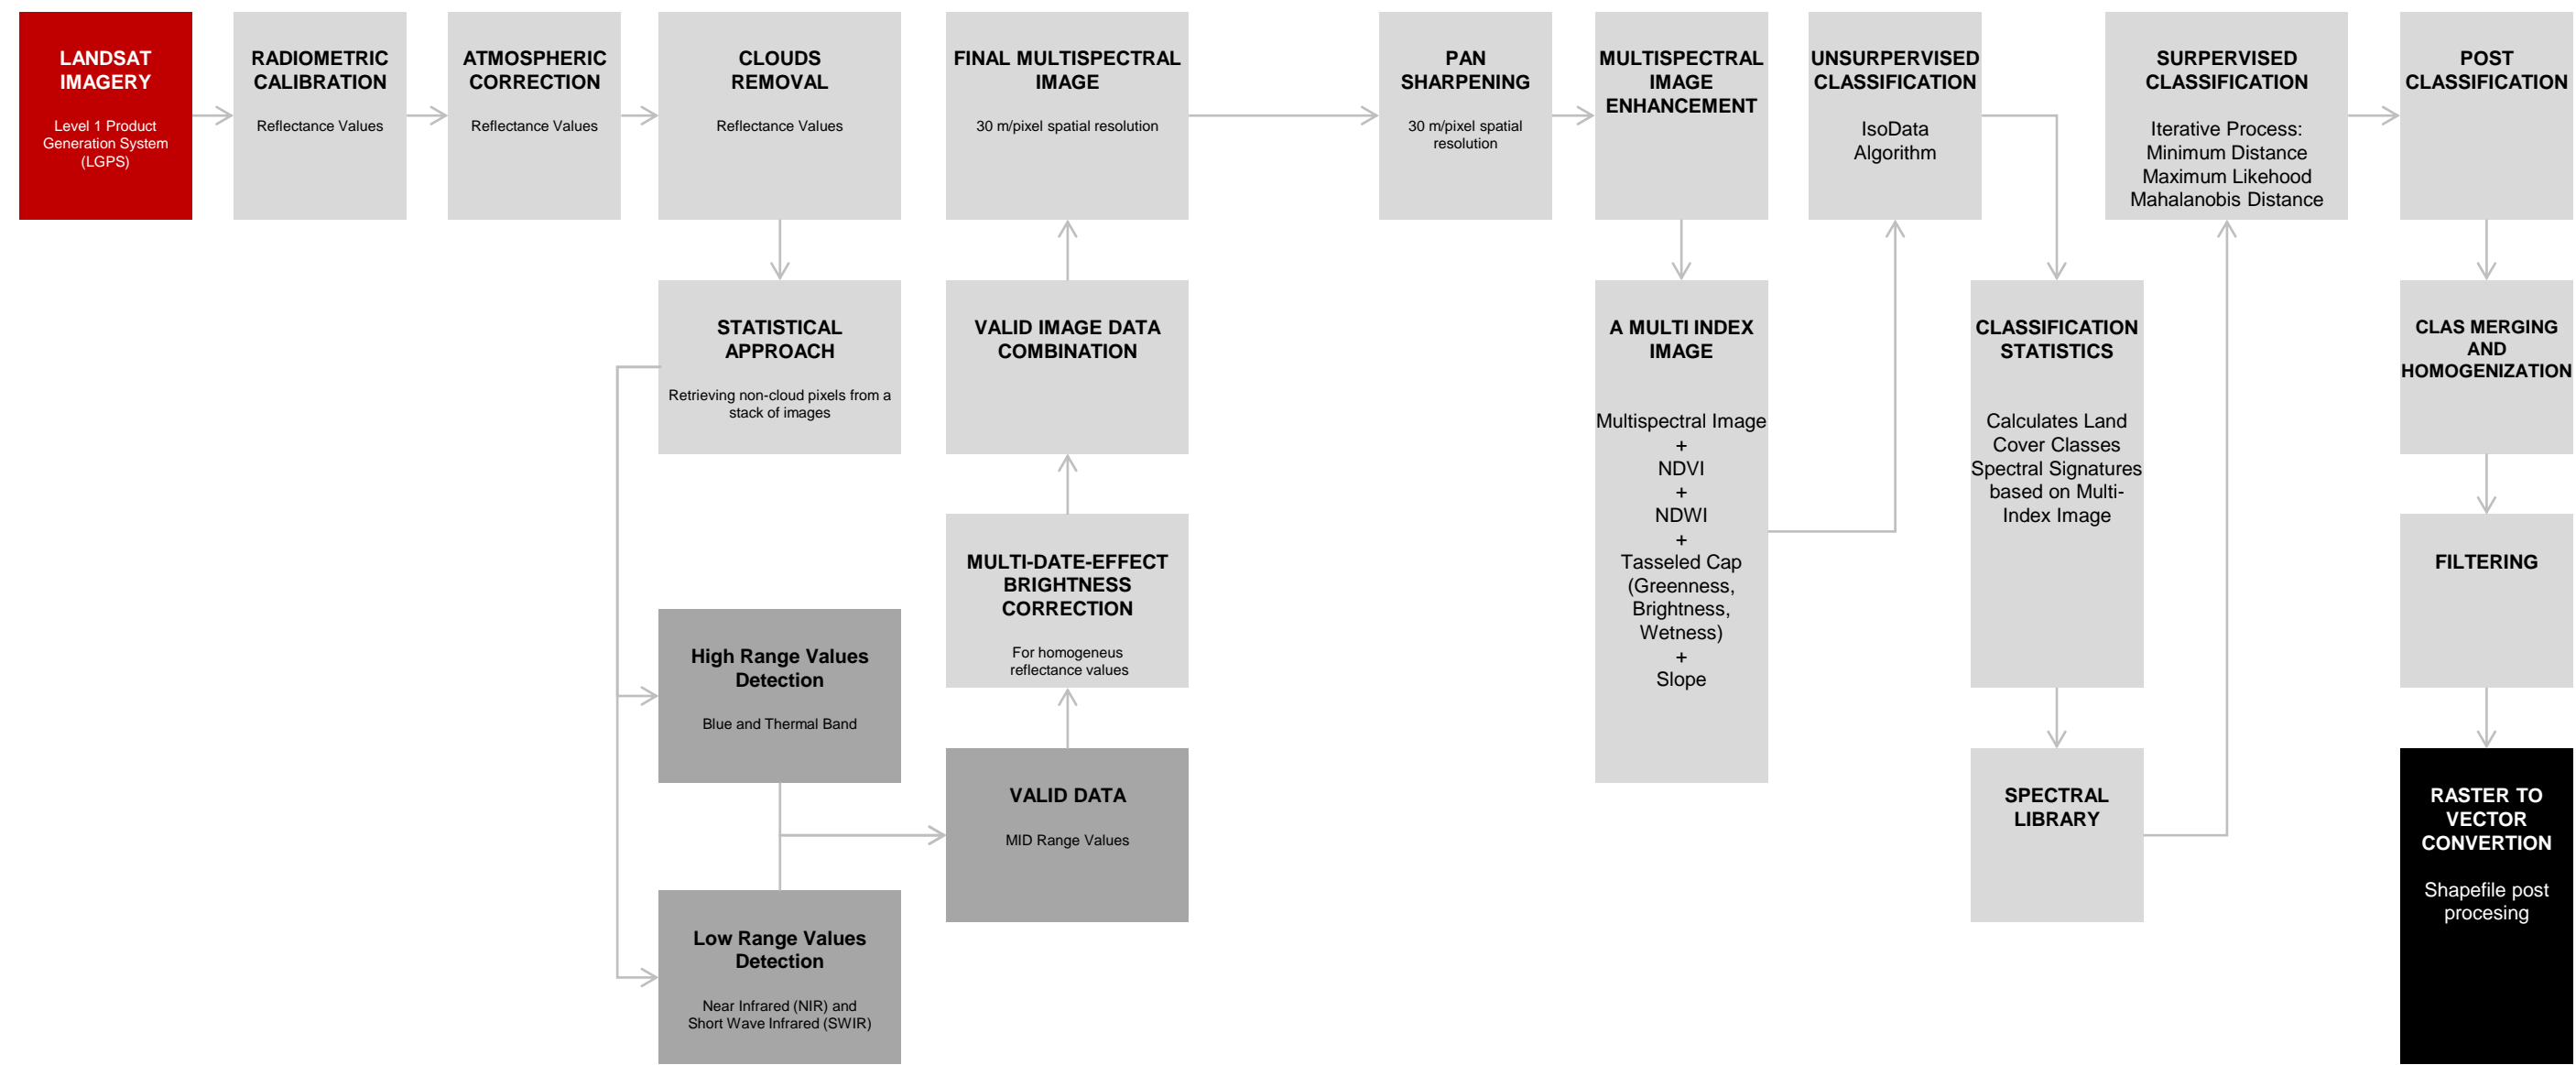 LANDSAT
IMAGERY
Level 1 Product
Generation System
(LGPS)
RADIOMETRIC
CALIBRATION
Reflectance Values
ATMOSPHERIC
CORRECTION
Reflectance Values
CLOUDS
REMOVAL
Reflectance Values
STATISTICAL
APPROACH
Retrieving non-cloud pixels from a
stack of images
High Range Values
Detection
Blue and Thermal Band
Low Range Values
Detection
Near Infrared (NIR) and
Short Wave Infrared (SWIR)
VALID DATA
MID Range Values
MULTI-DATE-EFFECT
BRIGHTNESS
CORRECTION
For homogeneus
reflectance values
VALID IMAGE DATA
COMBINATION
FINAL MULTISPECTRAL
IMAGE
30 m/pixel spatial resolution
PAN
SHARPENING
30 m/pixel spatial
resolution
MULTISPECTRAL
IMAGE
ENHANCEMENT
A MULTI INDEX
IMAGE
Multispectral Image
+
NDVI
+
NDWI
+
Tasseled Cap
(Greenness,
Brightness,
Wetness)
+
Slope
UNSURPERVISED
CLASSIFICATION
IsoData
Algorithm
CLASSIFICATION
STATISTICS
Calculates Land
Cover Classes
Spectral Signatures
based on Multi-
Index Image
SPECTRAL
LIBRARY
SURPERVISED
CLASSIFICATION
Iterative Process:
Minimum Distance
Maximum Likehood
Mahalanobis Distance
POST
CLASSIFICATION
CLAS MERGING
AND
HOMOGENIZATION
FILTERING
RASTER TO
VECTOR
CONVERTION
Shapefile post
procesing